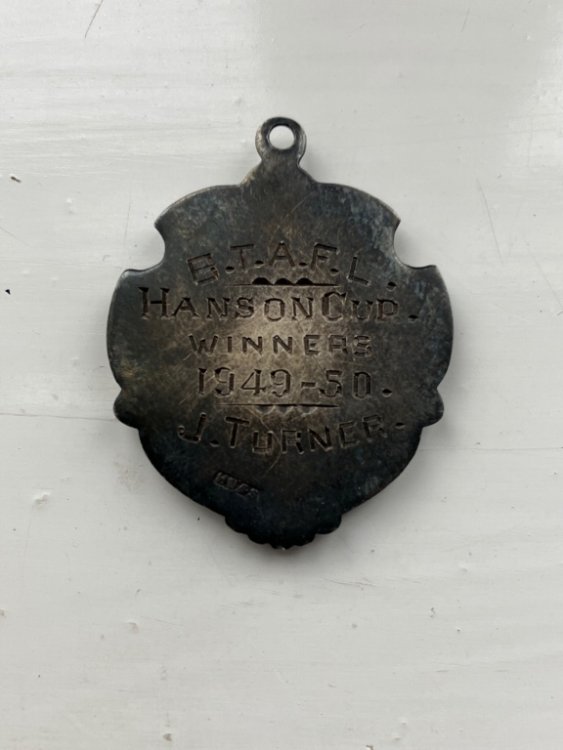 S.T.A.F.L.
HANSON CUP.
WINNERS
1949-50.
J. TURNER.